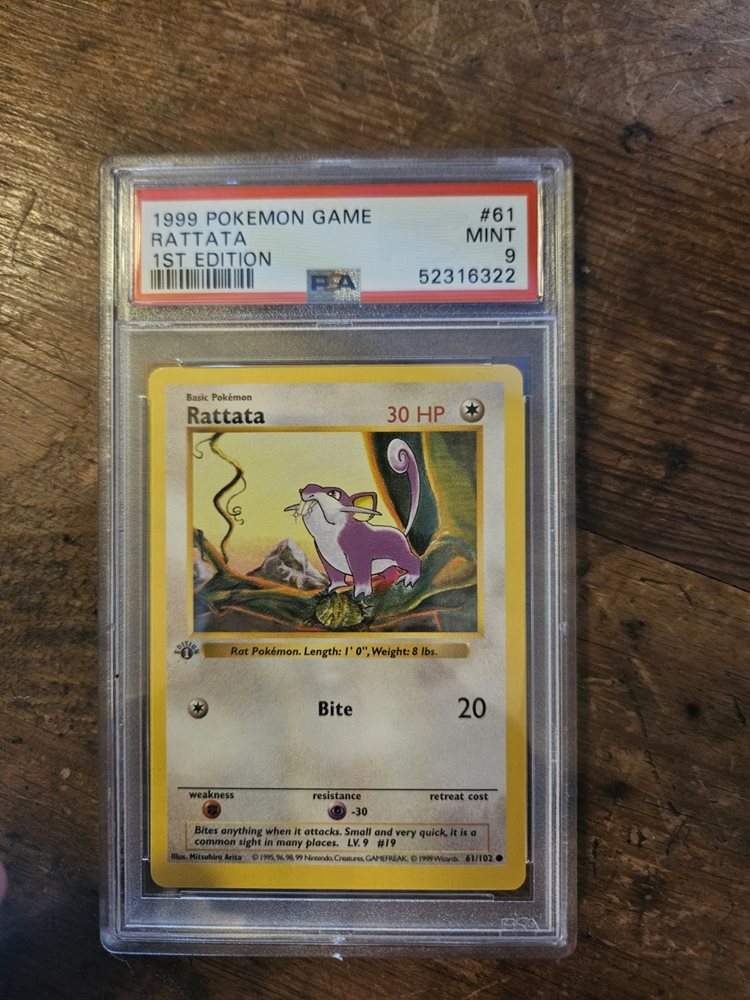 1999 POKEMON GAME #61
RATTATA MINT
1ST EDITION 9
PSA 52316322
Basic Pokémon
Rattata 30 HP
EDITION 1
Rat Pokémon. Length: 1' 0", Weight: 8 lbs.
Bite 20
weakness resistance retreat cost
-30
Bites anything when it attacks. Small and very quick, it is a
common sight in many places. LV. 9 #19
Illus. Mitsuhiro Arita © 1995, 96, 98, 99 Nintendo, Creatures, GAMEFREAK. © 1999 Wizards. 61/102
PSA